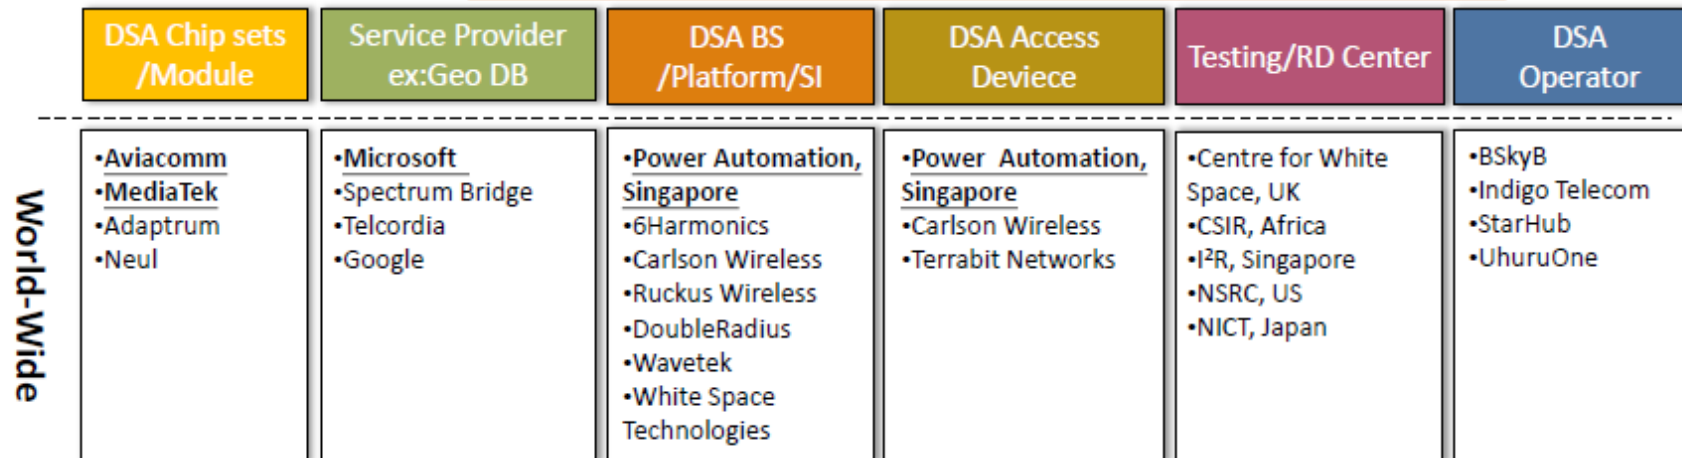 DSA Chip sets
/Module
Service Provider
ex:Geo DB
DSA BS
/Platform/SI
DSA Access
Deviece
Testing/RD Center
DSA
Operator
World-Wide
•Aviacomm
•MediaTek
•Adaptrum
•Neul
•Microsoft
•Spectrum Bridge
•Telcordia
•Google
•Power Automation,
Singapore
•6Harmonics
•Carlson Wireless
•Ruckus Wireless
•DoubleRadius
•Wavetek
•White Space
Technologies
•Power Automation,
Singapore
•Carlson Wireless
•Terrabit Networks
•Centre for White
Space, UK
•CSIR, Africa
•I²R, Singapore
•NSRC, US
•NICT, Japan
•BSkyB
•Indigo Telecom
•StarHub
•UhuruOne